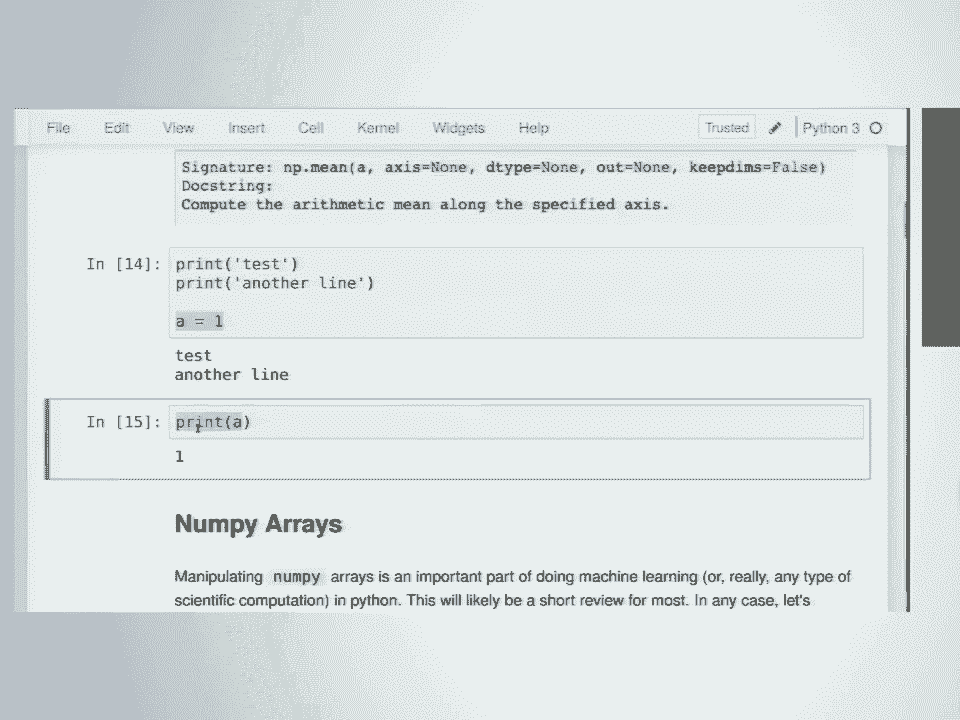 File Edit View Insert Cell Kernel Widgets Help Trusted Python 3
Signature: np.mean(a, axis=None, dtype=None, out=None, keepdims=False)
Docstring:
Compute the arithmetic mean along the specified axis.
In [14]: print('test')
print('another line')
a = 1
test
another line
In [15]: print(a)
1
Numpy Arrays
Manipulating numpy arrays is an important part of doing machine learning (or, really, any type of
scientific computation) in python. This will likely be a short review for most. In any case, let's